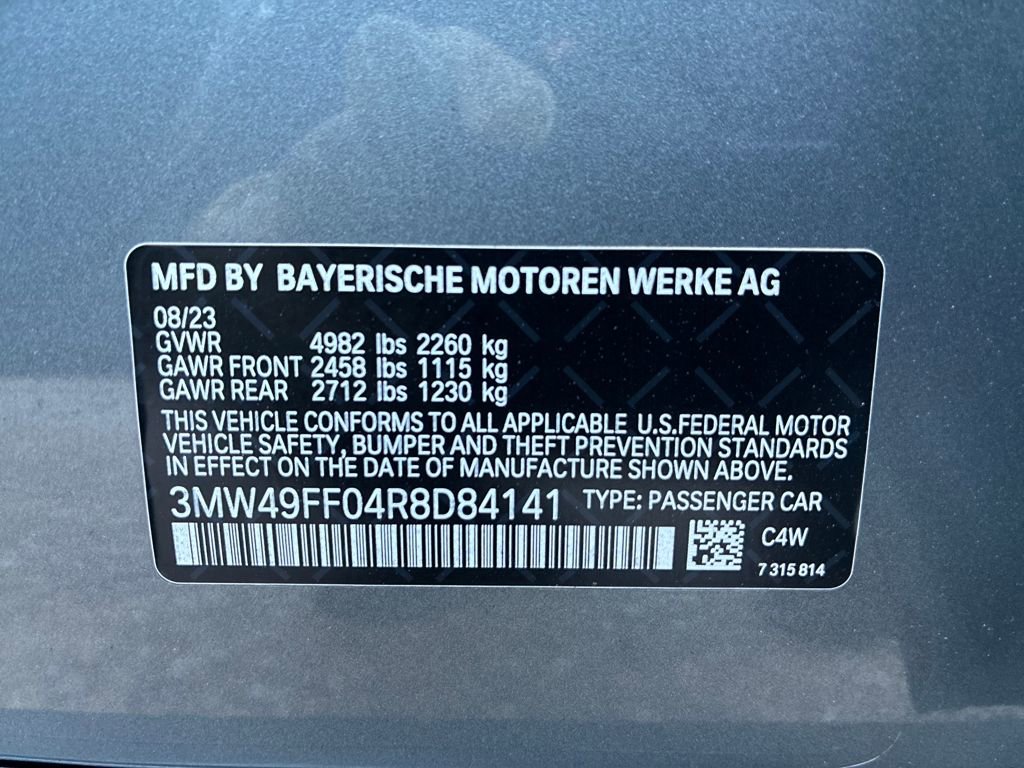 MFD BY BAYERISCHE MOTOREN WERKE AG
08/23
GVWR 4982 lbs 2260 kg
GAWR FRONT 2458 lbs 1115 kg
GAWR REAR 2712 lbs 1230 kg
THIS VEHICLE CONFORMS TO ALL APPLICABLE U.S.FEDERAL MOTOR
VEHICLE SAFETY, BUMPER AND THEFT PREVENTION STANDARDS
IN EFFECT ON THE DATE OF MANUFACTURE SHOWN ABOVE.
3MW49FF04R8D84141 TYPE: PASSENGER CAR
C4W
7 315 814